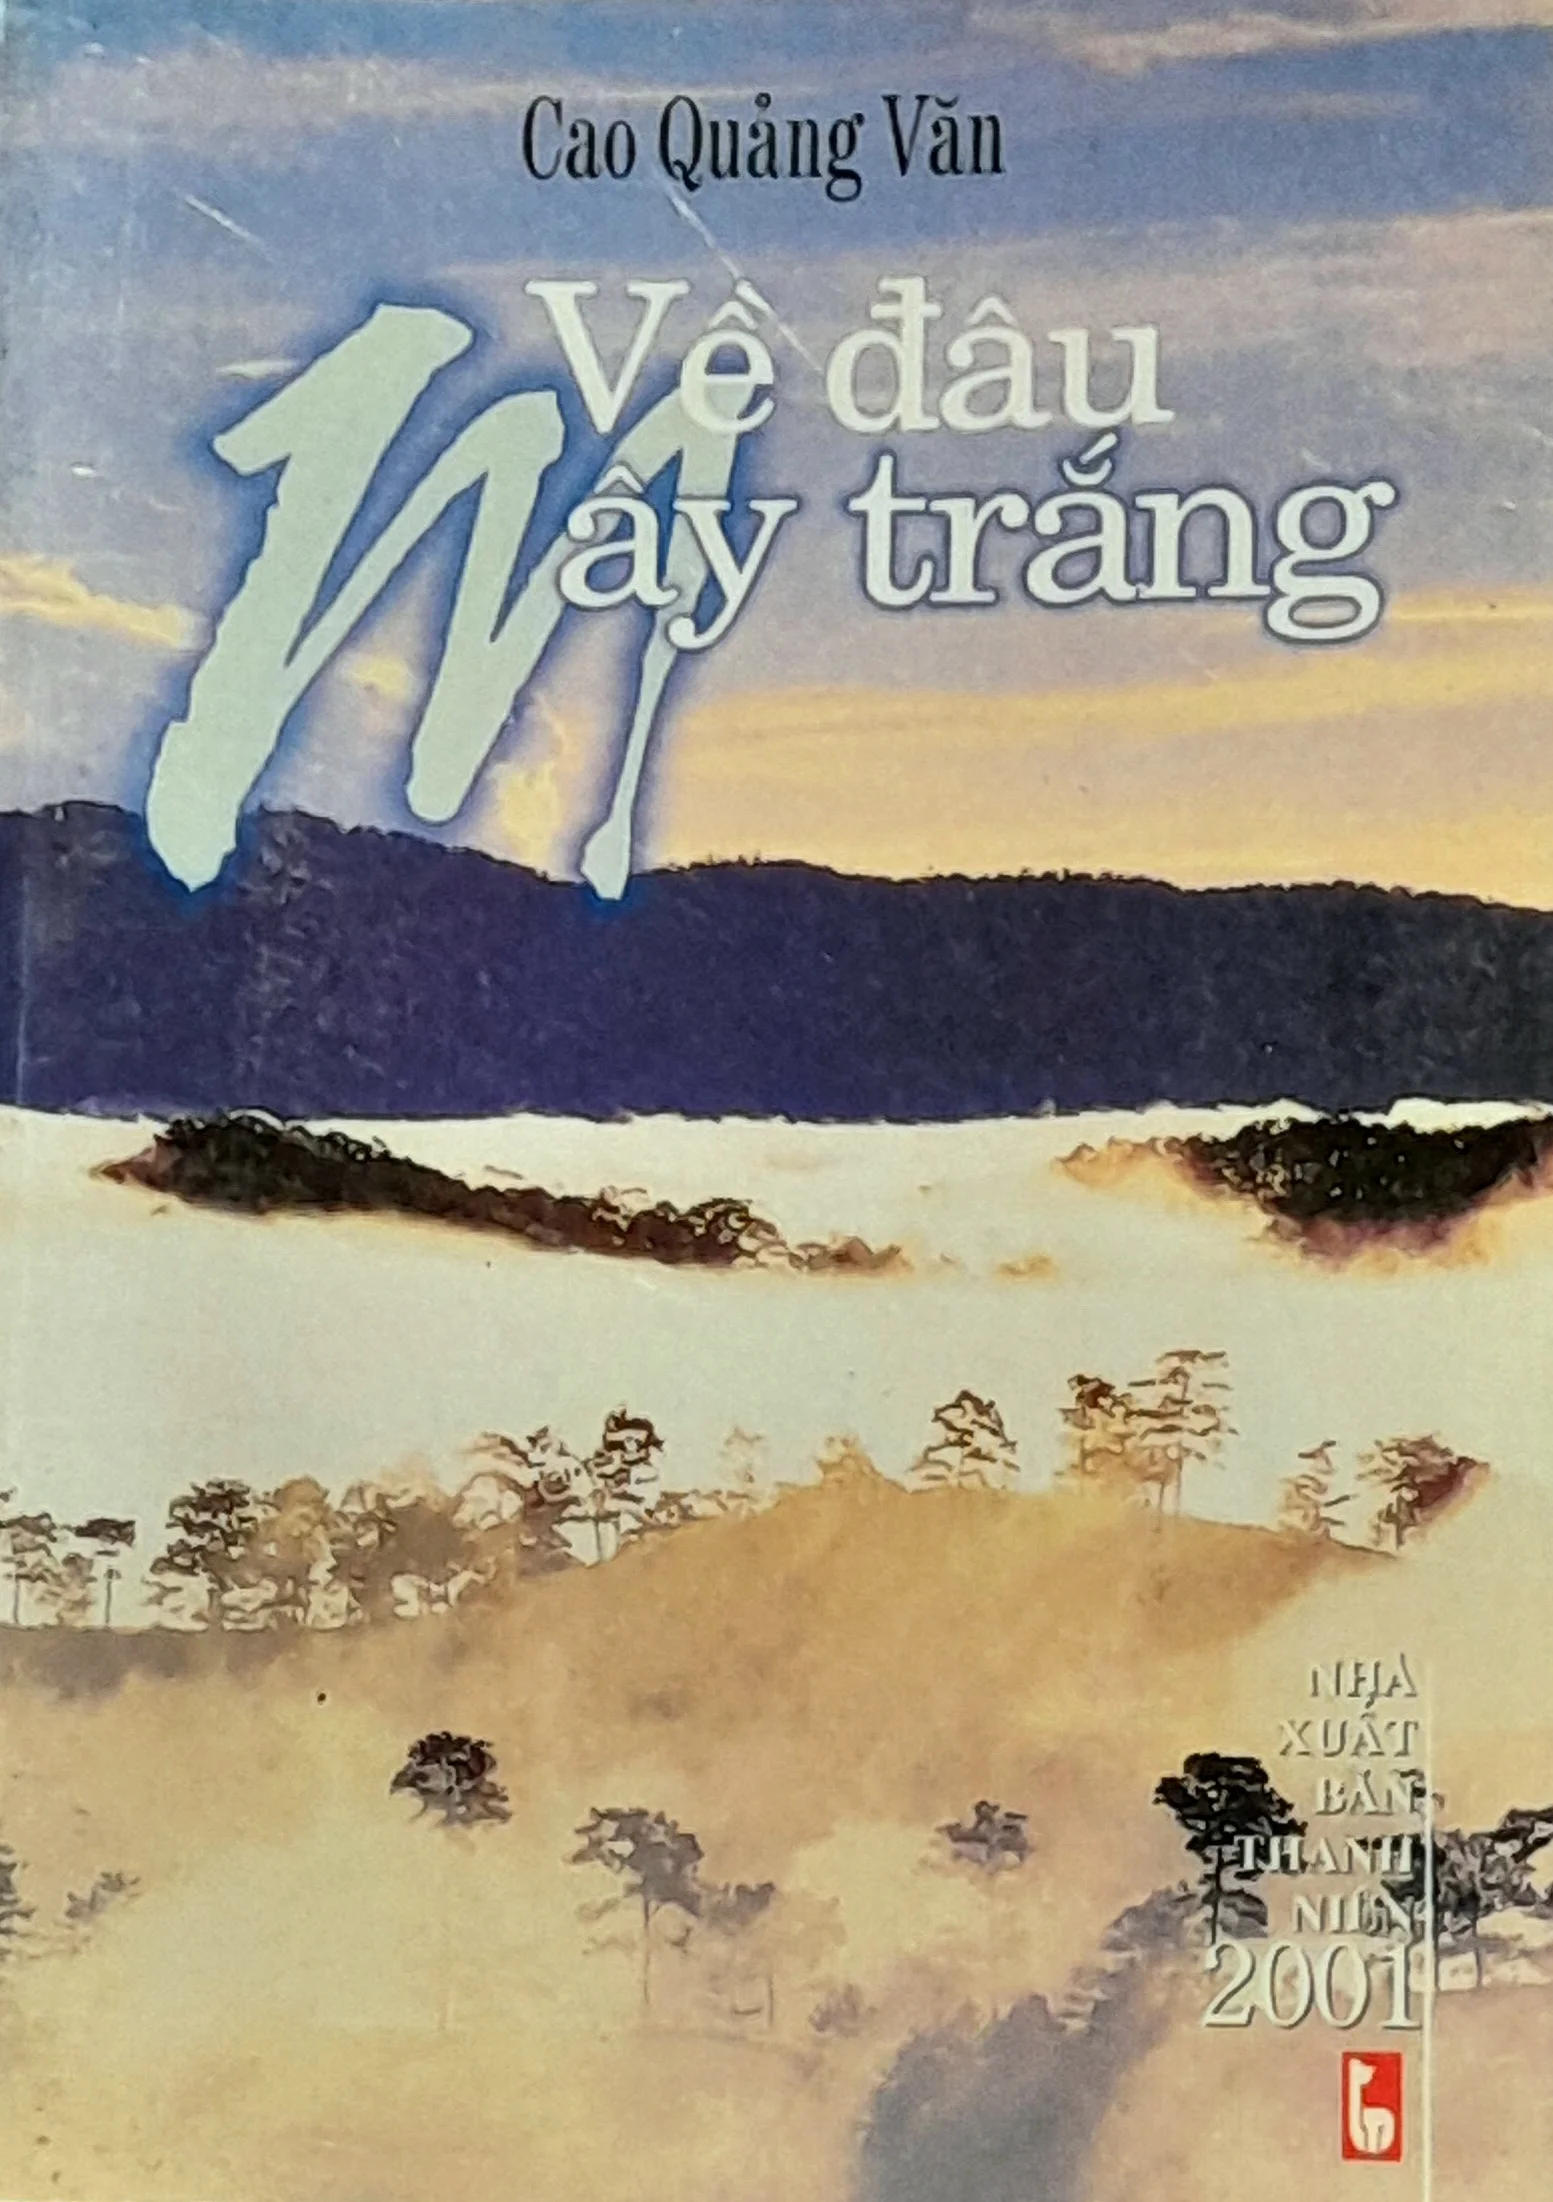 Cao Quảng Văn
Về đâu
Mây trắng
NHÀ
XUẤT
BẢN
THANH
NIÊN
2001